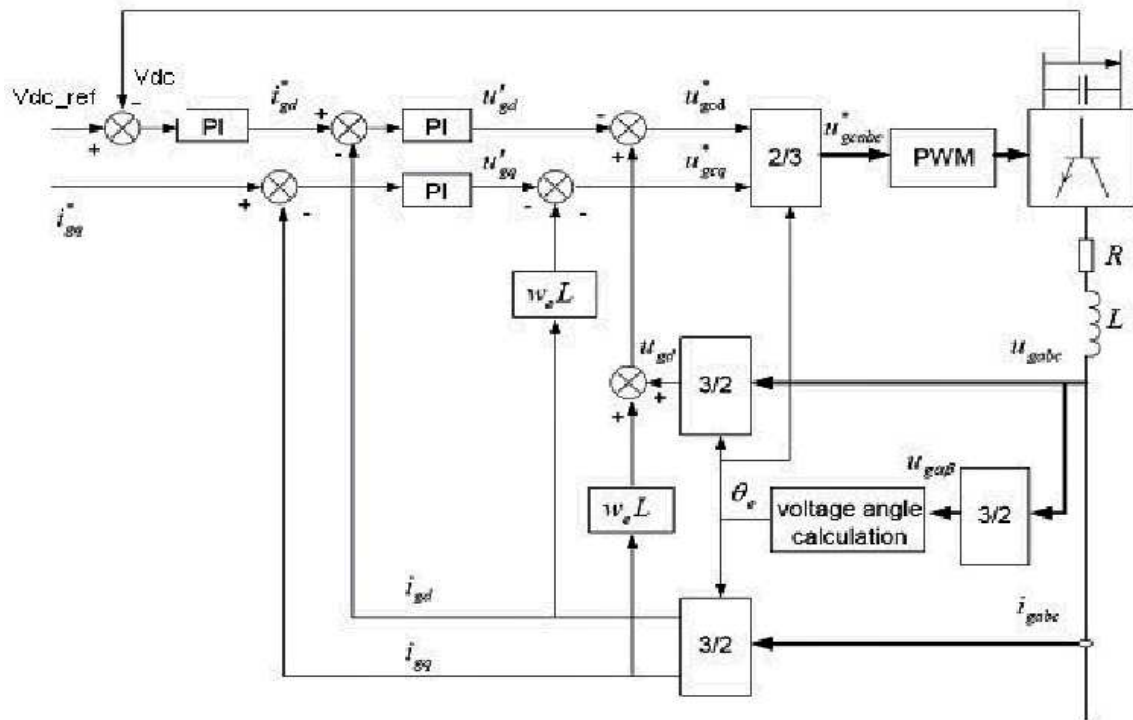 Vdc
Vdc_ref
-
+
PI
i*gd
+
-
PI
u'gd
-
+
u*gcd
2/3
u*gcabc
PWM
i*gq
+
-
PI
u'gq
-
-
u*gcq
R
L
weL
ugd
+
+
3/2
ugabc
ugαβ
weL
θe
voltage angle
calculation
3/2
igd
igq
3/2
igabc